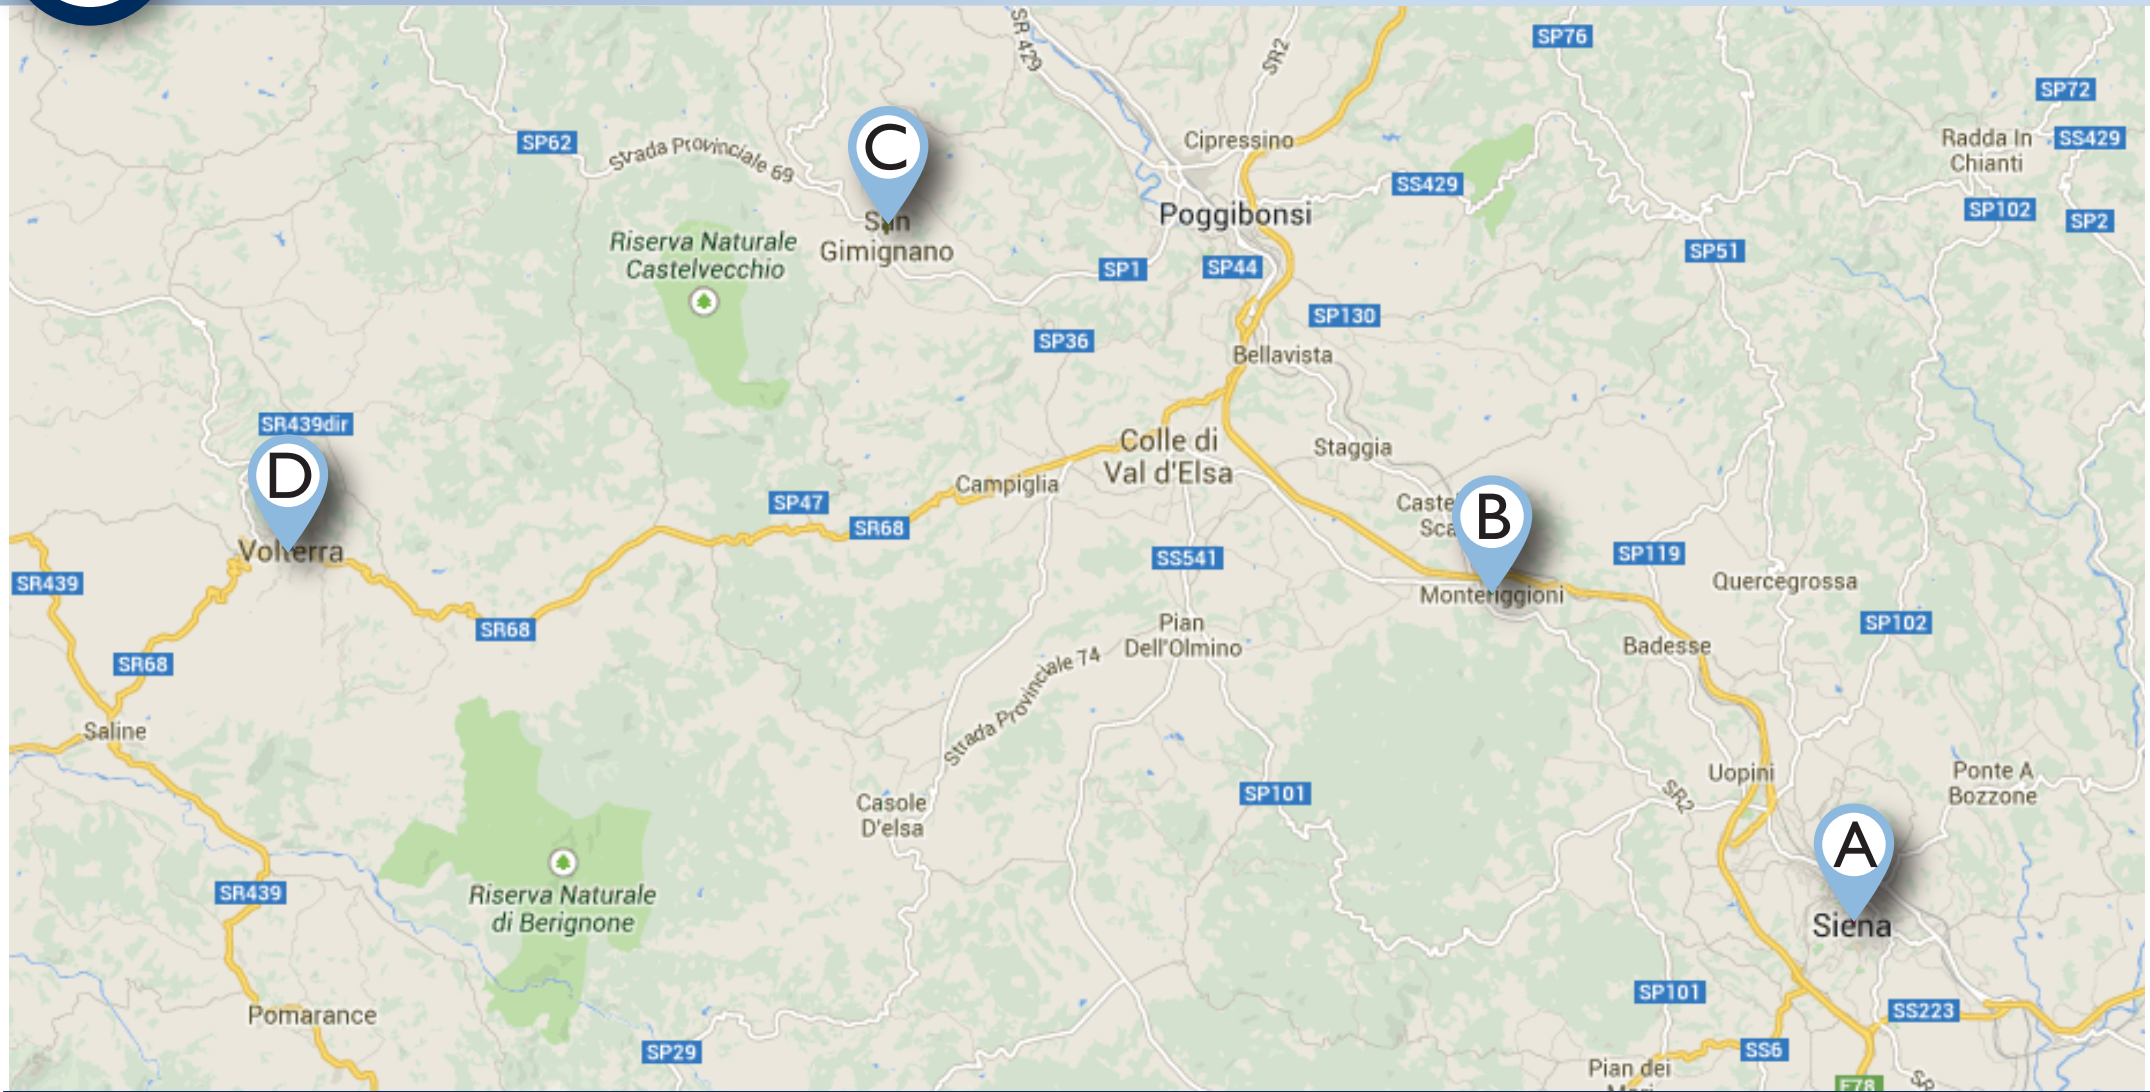 SR 429
SR2
SP76
SP72
Cipressino
Radda In
Chianti
SS429
SP62
Strada Provinciale 69
C
SS429
San
Gimignano
Poggibonsi
SP102
SP2
Riserva Naturale
Castelvecchio
SP1
SP44
SP51
SP130
SP36
Bellavista
SR439dir
Colle di
Val d'Elsa
Staggia
D
Campiglia
SP47
SR68
B
Volterra
SS541
SP119
SR439
Monteriggioni
Quercegrossa
SR68
Pian
Dell'Olmino
SP102
Badesse
SR68
Strada Provinciale 74
Saline
Uopini
Ponte A
Bozzone
SP101
SR2
Casole
D'elsa
A
SR439
Riserva Naturale
di Berignone
Siena
SP101
SS223
Pomarance
SP29
SS6
Pian dei
E78